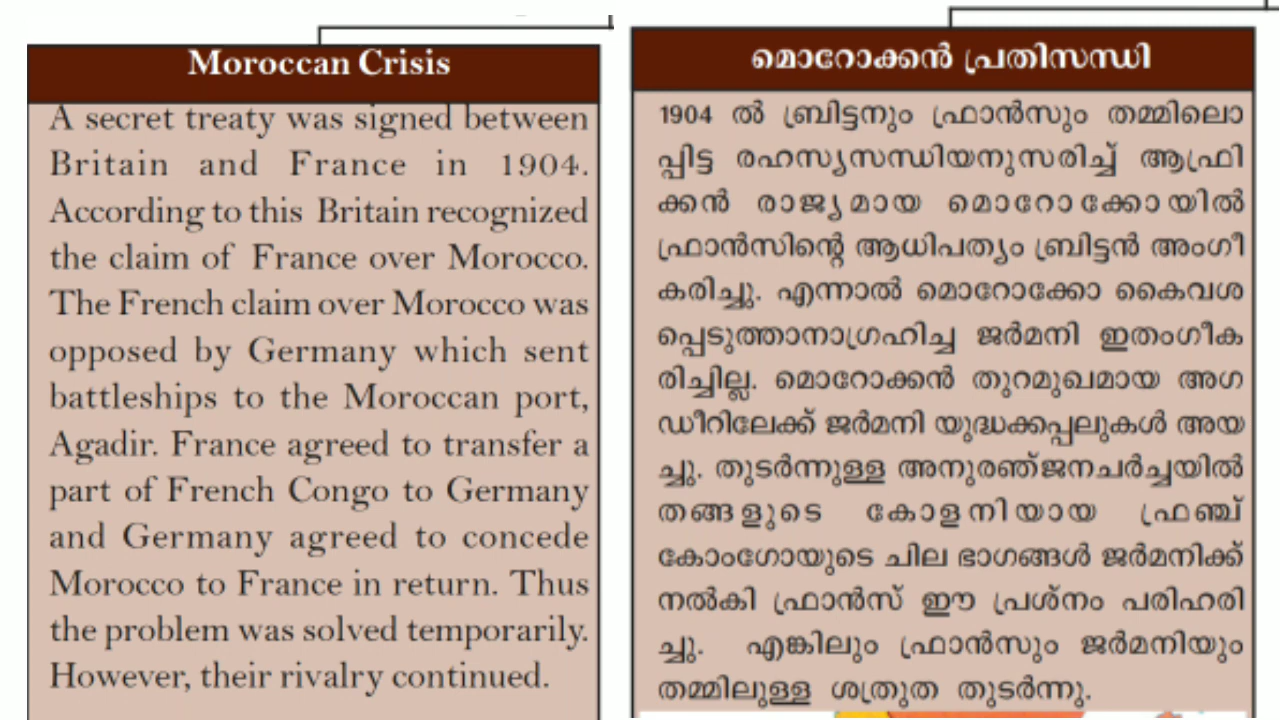 Moroccan Crisis
A secret treaty was signed between
Britain and France in 1904.
According to this Britain recognized
the claim of France over Morocco.
The French claim over Morocco was
opposed by Germany which sent
battleships to the Moroccan port,
Agadir. France agreed to transfer a
part of French Congo to Germany
and Germany agreed to concede
Morocco to France in return. Thus
the problem was solved temporarily.
However, their rivalry continued.
മൊറോക്കൻ പ്രതിസന്ധി
1904 ൽ ബ്രിട്ടനും ഫ്രാൻസും തമ്മിലൊ
പ്പിട്ട രഹസ്യസന്ധിയനുസരിച്ച് ആഫ്രി
ക്കൻ രാജ്യമായ മൊറോക്കോയിൽ
ഫ്രാൻസിന്റെ ആധിപത്യം ബ്രിട്ടൻ അംഗീ
കരിച്ചു. എന്നാൽ മൊറോക്കോ കൈവശ
പ്പെടുത്താനാഗ്രഹിച്ച ജർമനി ഇതംഗീക
രിച്ചില്ല. മൊറോക്കൻ തുറമുഖമായ അഗ
ഡീറിലേക്ക് ജർമനി യുദ്ധക്കപ്പലുകൾ അയ
ച്ചു. തുടർന്നുള്ള അനുരഞ്ജനചർച്ചയിൽ
തങ്ങളുടെ കോളനിയായ ഫ്രഞ്ച്
കോംഗോയുടെ ചില ഭാഗങ്ങൾ ജർമനിക്ക്
നൽകി ഫ്രാൻസ് ഈ പ്രശ്നം പരിഹരി
ച്ചു. എങ്കിലും ഫ്രാൻസും ജർമനിയും
തമ്മിലുള്ള ശത്രുത തുടർന്നു.